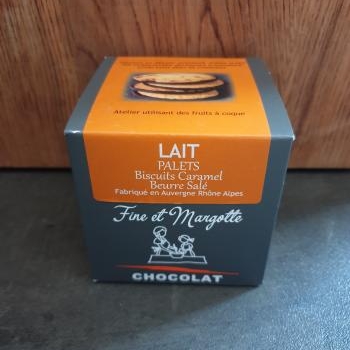 Atelier utilisant des fruits à coque
LAIT
PALETS
Biscuits Caramel
Beurre Salé
Fabriqué en Auvergne Rhône Alpes
Fine et Margotte
CHOCOLAT